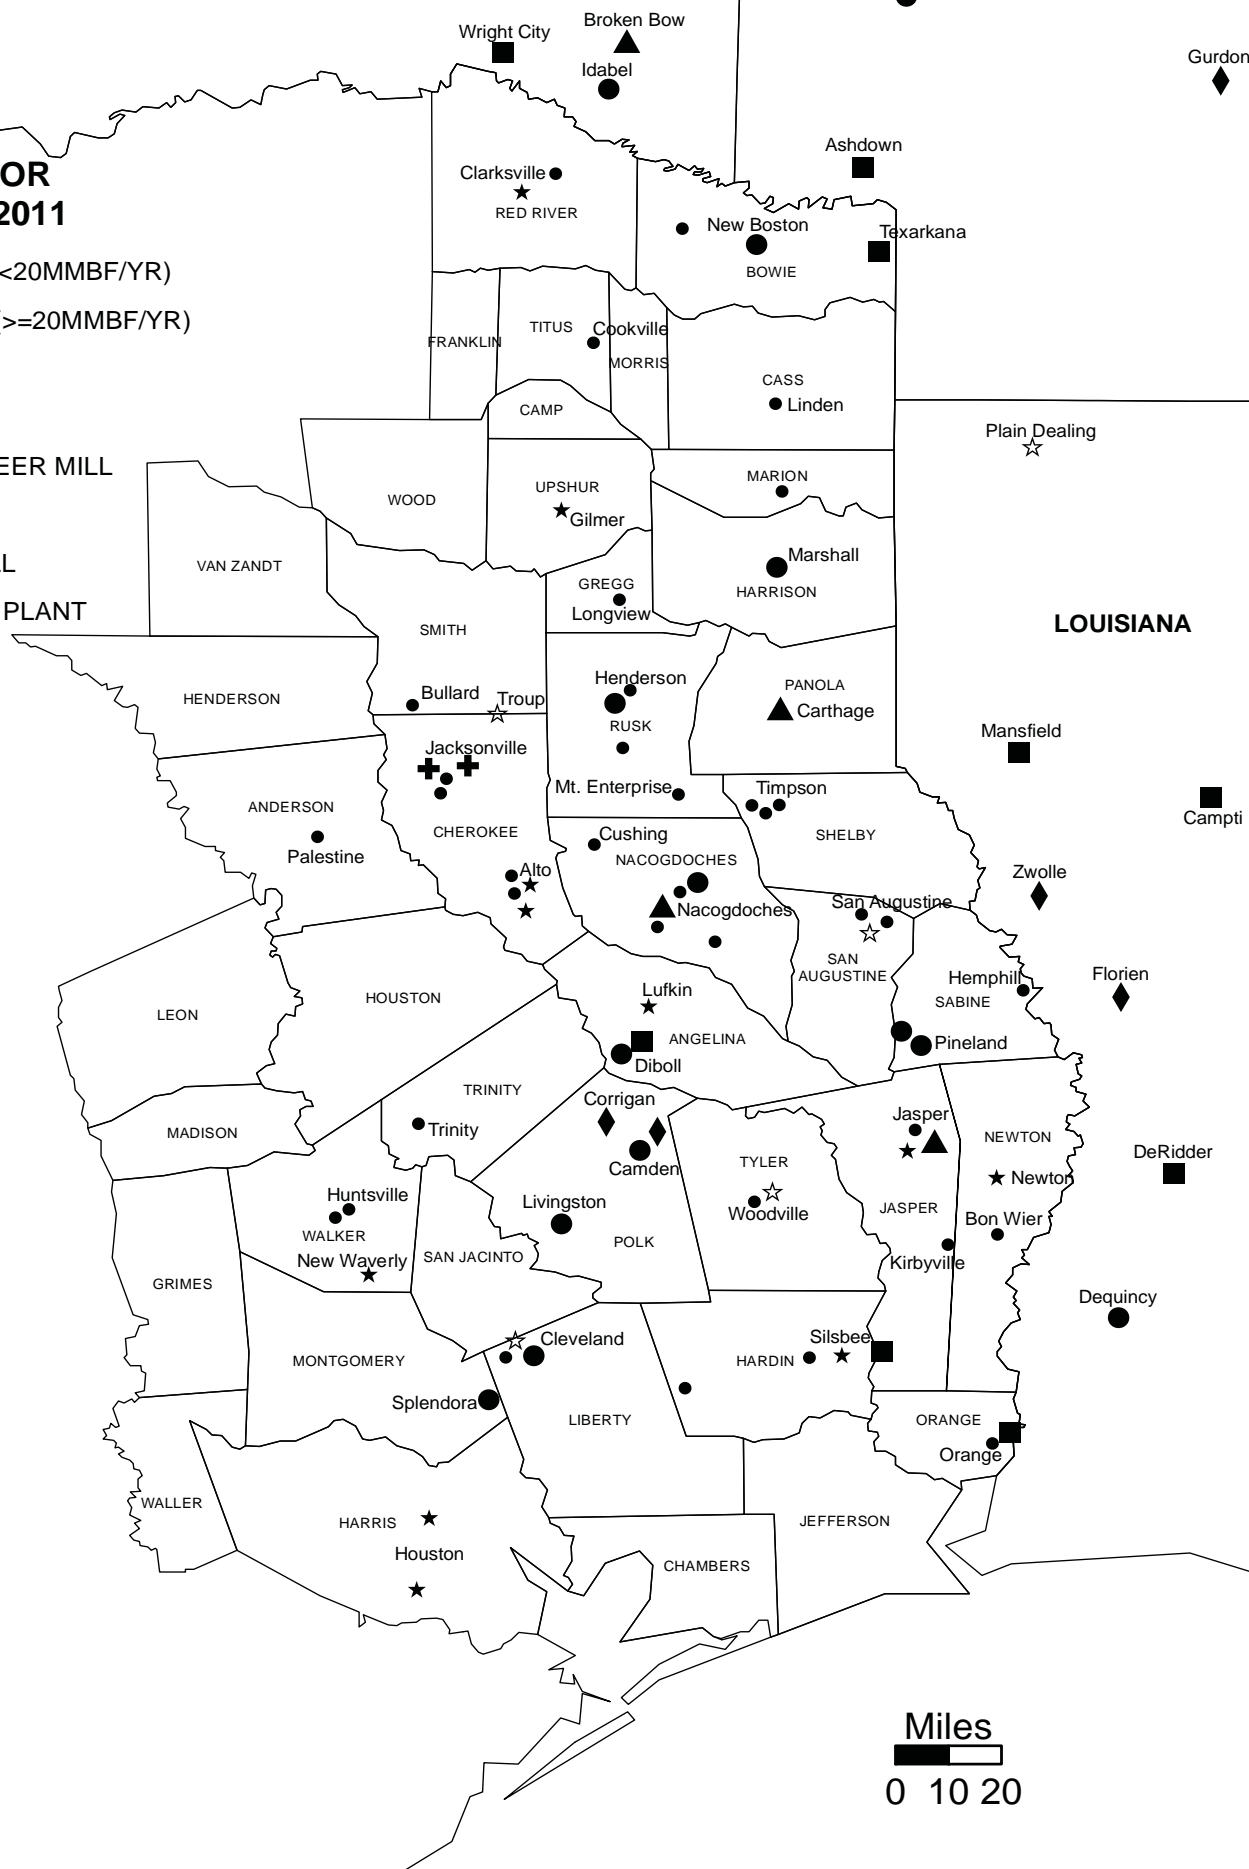 Broken Bow
Wright City
Gurdon
Idabel
Ashdown
OR
Clarksville
2011
RED RIVER
New Boston
Texarkana
<20MMBF/YR)
BOWIE
>=20MMBF/YR)
TITUS
Cookville
FRANKLIN
MORRIS
CASS
CAMP
Linden
Plain Dealing
EER MILL
MARION
UPSHUR
WOOD
Gilmer
Marshall
VAN ZANDT
GREGG
HARRISON
PLANT
Longview
LOUISIANA
SMITH
Henderson
PANOLA
HENDERSON
Bullard
Troup
Carthage
RUSK
Mansfield
Jacksonville
Mt. Enterprise
Timpson
ANDERSON
Campti
CHEROKEE
Cushing
SHELBY
Palestine
NACOGDOCHES
Alto
Zwolle
San Augustine
Nacogdoches
SAN
AUGUSTINE
Hemphill
Florien
Lufkin
HOUSTON
SABINE
LEON
ANGELINA
Pineland
Diboll
TRINITY
Corrigan
Jasper
Trinity
MADISON
NEWTON
DeRidder
TYLER
Camden
Newton
Huntsville
Livingston
JASPER
Woodville
Bon Wier
WALKER
POLK
SAN JACINTO
New Waverly
Kirbyville
GRIMES
Dequincy
Silsbee
Cleveland
MONTGOMERY
HARDIN
Splendora
LIBERTY
ORANGE
Orange
WALLER
HARRIS
JEFFERSON
Houston
CHAMBERS
Miles
0 10 20